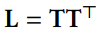 L = TT⊤